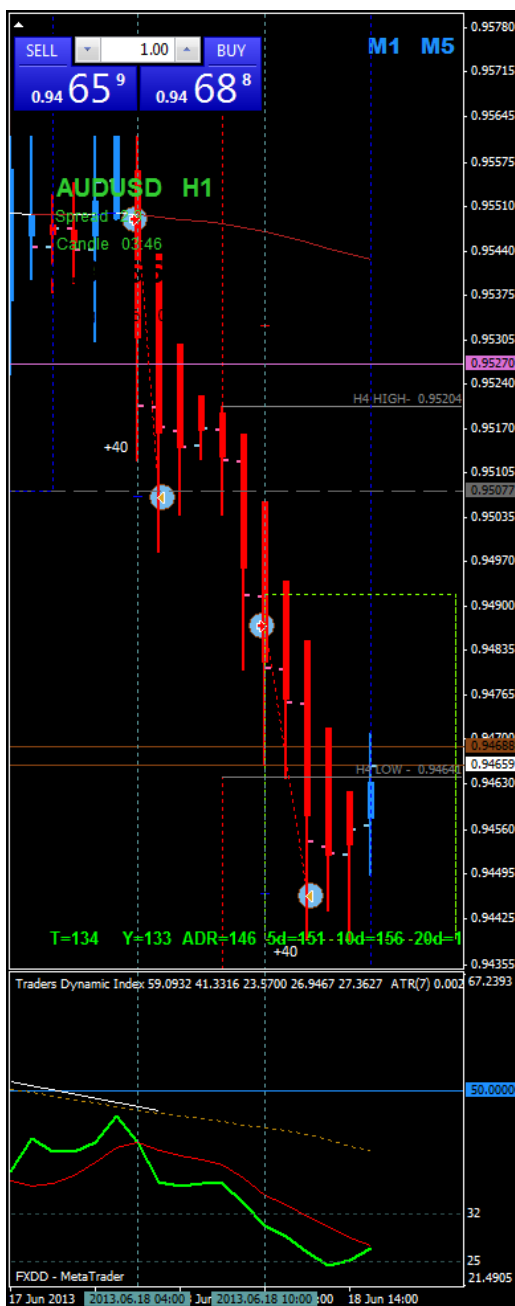 SELL 1.00 BUY
0.94 65 9 0.94 68 8
M1 M5
AUDUSD H1
Spread
Candle 03:46
H4 HIGH- 0.95204
+40
H4 LOW - 0.94641
T=134 Y=133 ADR=146 5d=151 10d=156 20d=1
+40
0.95780
0.95715
0.95645
0.95575
0.95510
0.95440
0.95375
0.95305
0.95270
0.95240
0.95170
0.95105
0.95077
0.95035
0.94970
0.94900
0.94835
0.94765
0.94700
0.94688
0.94659
0.94630
0.94560
0.94495
0.94425
0.94355
Traders Dynamic Index 59.0932 41.3316 23.5700 26.9467 27.3627 ATR(7) 0.002
67.2393
50.0000
32
25
21.4905
FXDD - MetaTrader
17 Jun 2013 2013.06.18 04:00 Jun 2013.06.18 10:00 :00 18 Jun 14:00